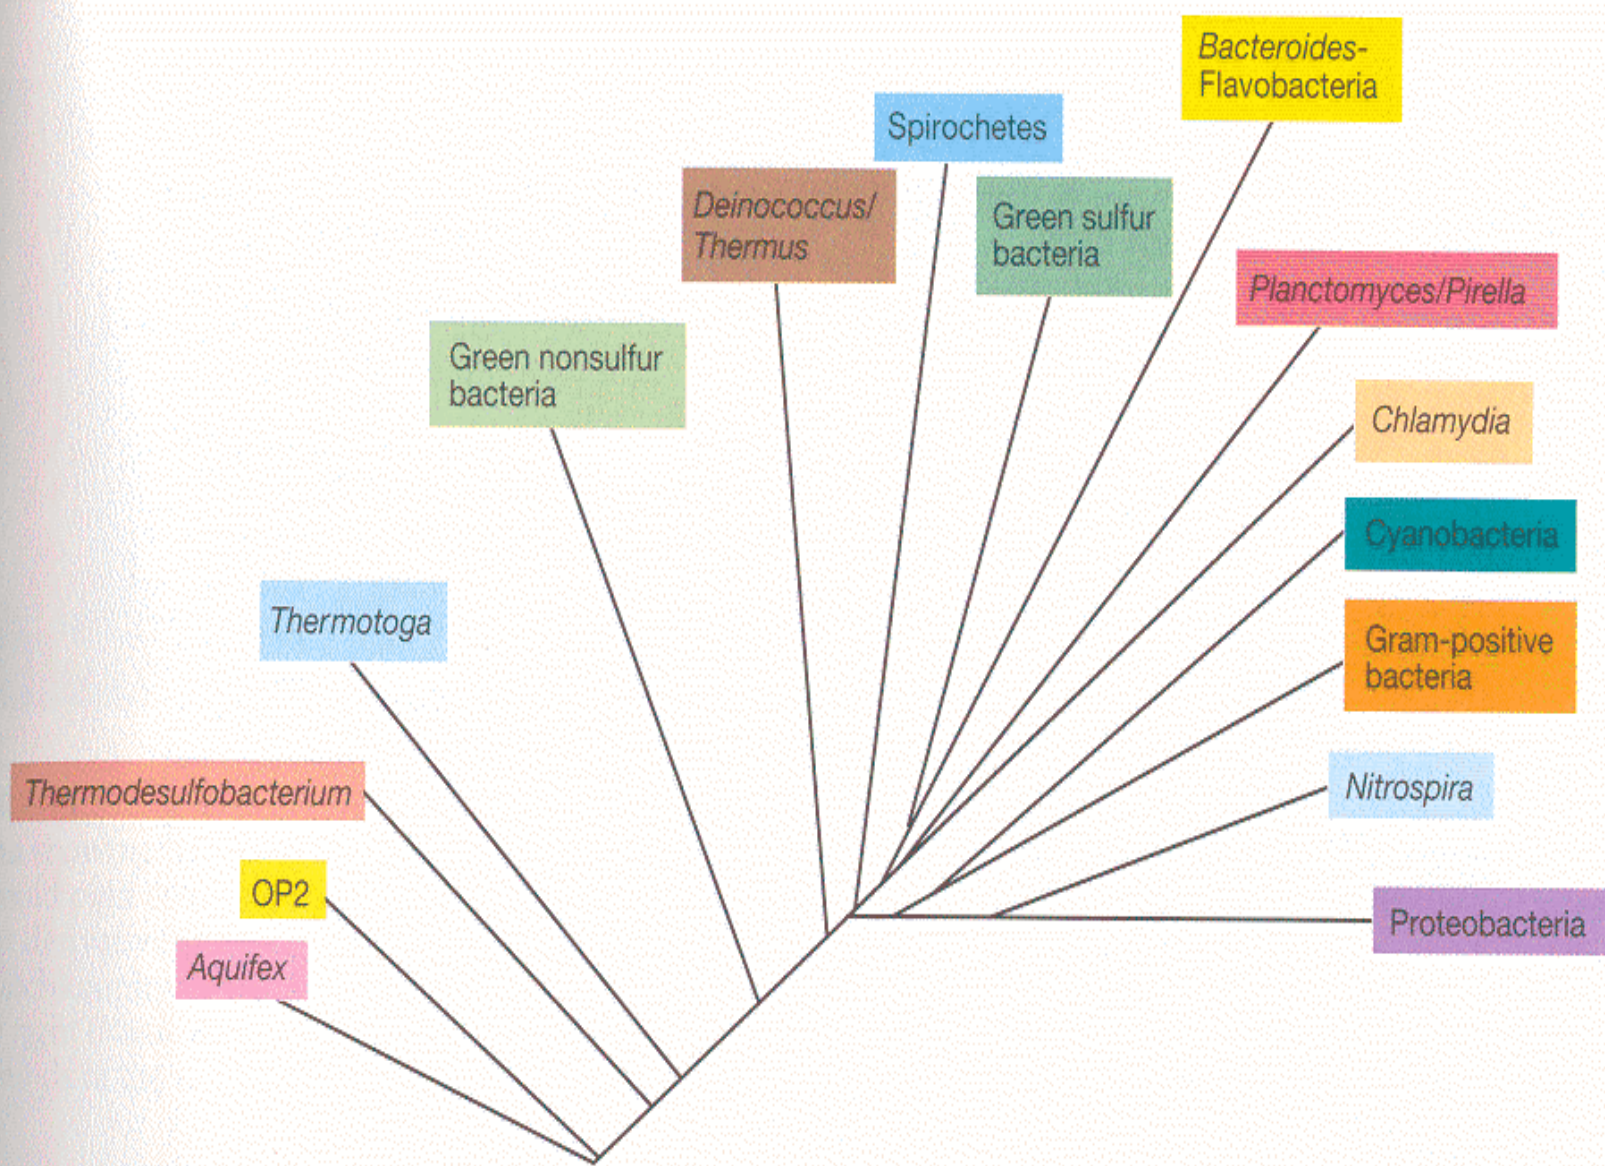 Bacteroides-
Flavobacteria
Spirochetes
Deinococcus/
Thermus
Green sulfur
bacteria
Planctomyces/Pirella
Green nonsulfur
bacteria
Chlamydia
Cyanobacteria
Thermotoga
Gram-positive
bacteria
Thermodesulfobacterium
Nitrospira
OP2
Proteobacteria
Aquifex